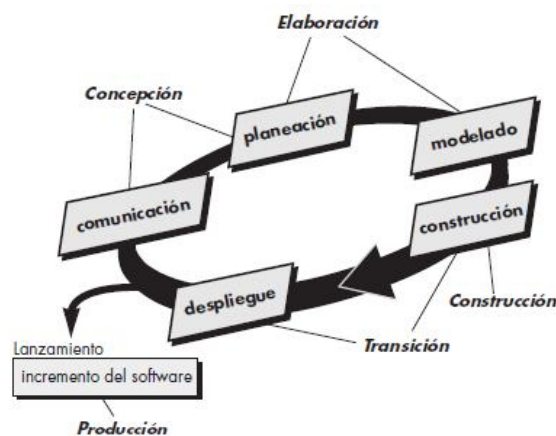 Elaboración
Concepción
planeación
modelado
comunicación
construcción
despliegue
Construcción
Transición
Lanzamiento
incremento del software
Producción